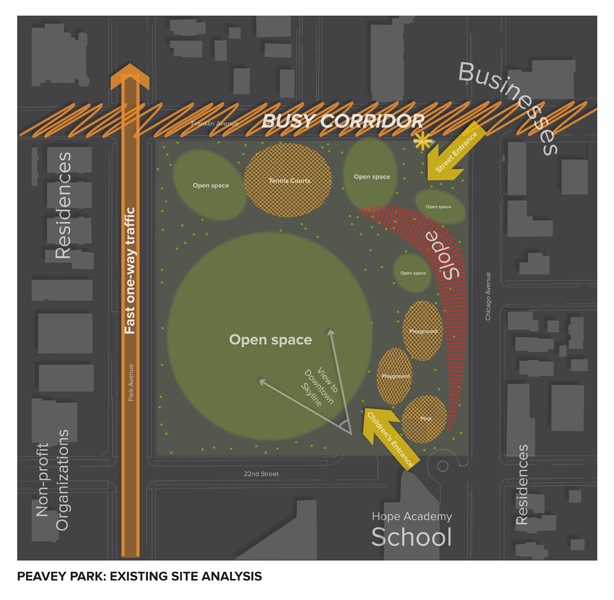 Businesses
Franklin Avenue
BUSY CORRIDOR
Street Entrance
Residences
Open space
Tennis Courts
Open space
Open space
Slope
Fast one-way traffic
Open space
Chicago Avenue
Playground
Open space
View to
Downtown
Skyline
Playground
Park Avenue
Pool
Children's Entrance
Non-profit
Organizations
22nd Street
Residences
Hope Academy
School
PEAVEY PARK: EXISTING SITE ANALYSIS